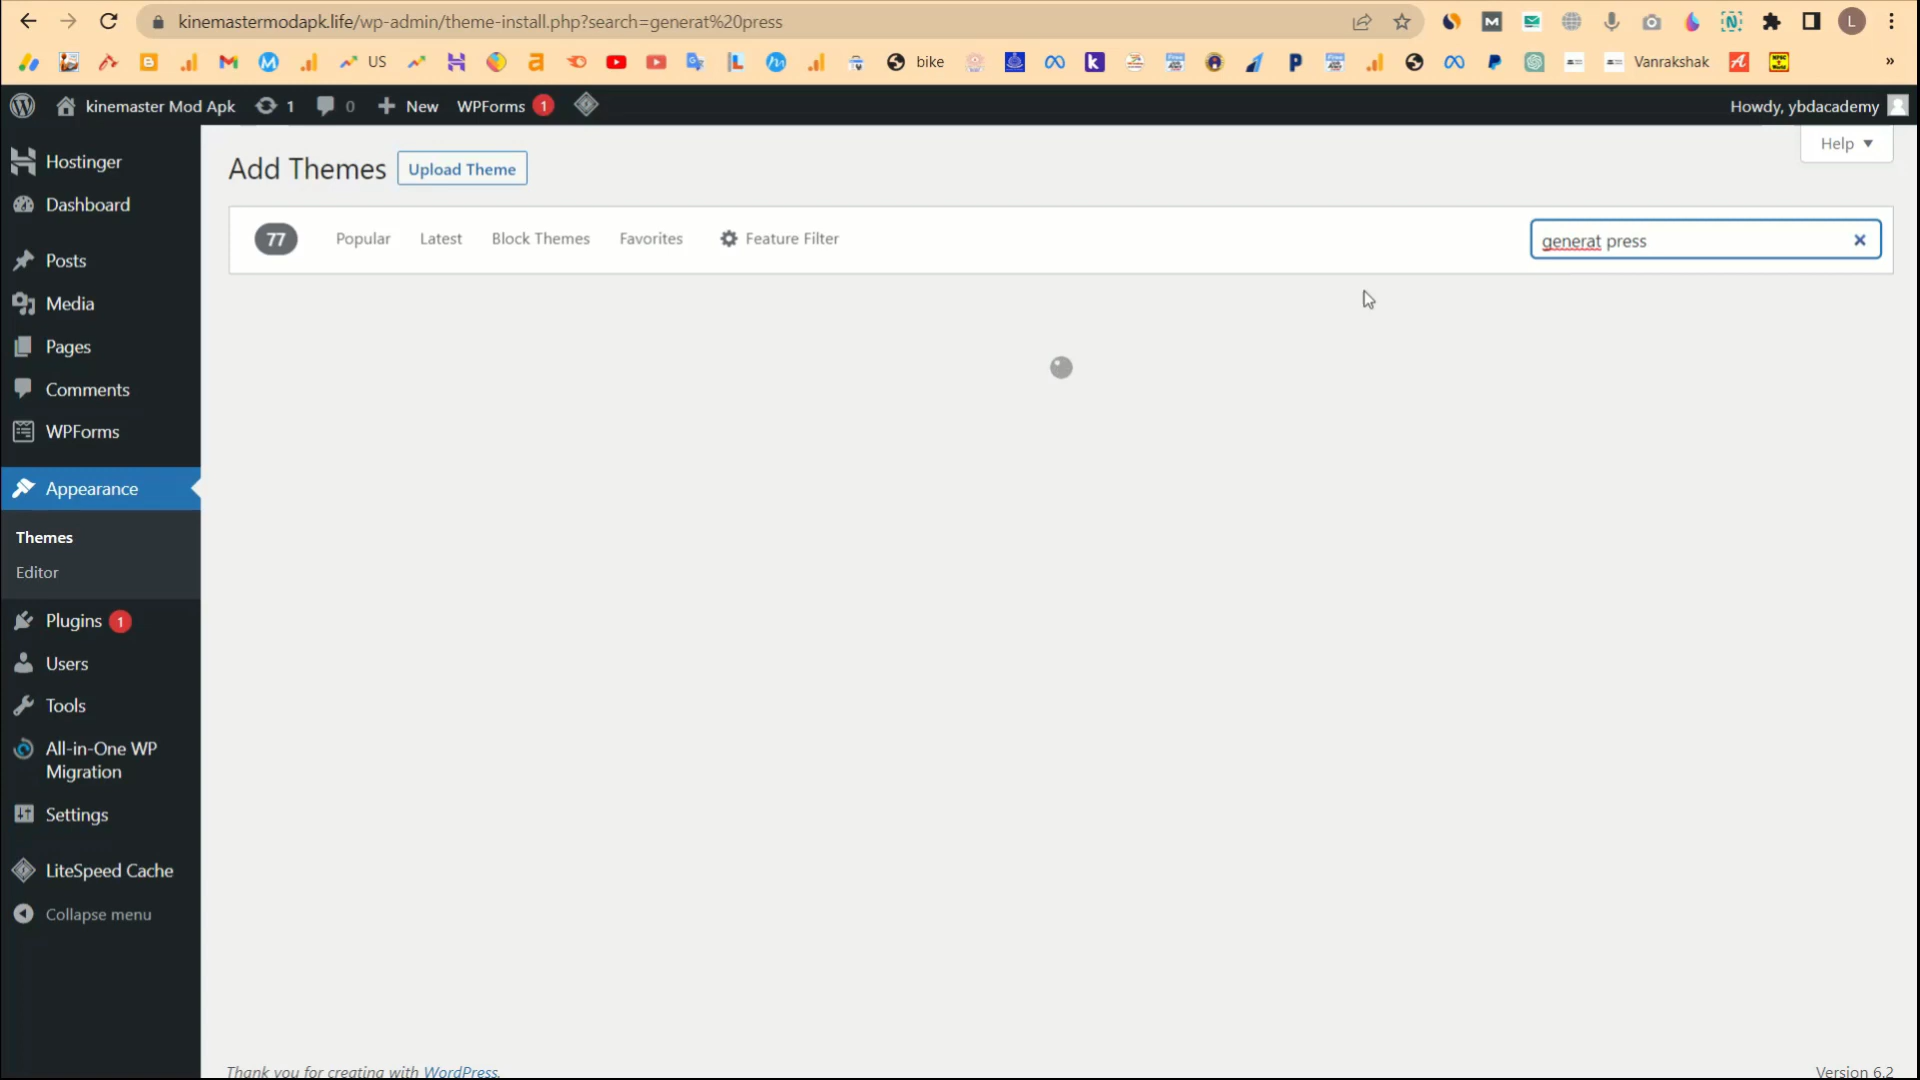 kinemastermodapk.life/wp-admin/theme-install.php?search=generat%20press
US
bike
Vanrakshak
»
kinemaster Mod Apk 1 0 New WPForms 1
Howdy, ybdacademy
Help
Hostinger
Dashboard
Posts
Media
Pages
Comments
WPForms
Appearance
Themes
Editor
Plugins 1
Users
Tools
All-in-One WP
Migration
Settings
LiteSpeed Cache
Collapse menu
Add Themes Upload Theme
77 Popular Latest Block Themes Favorites Feature Filter
generat press
Thank you for creating with WordPress.
Version 6.2